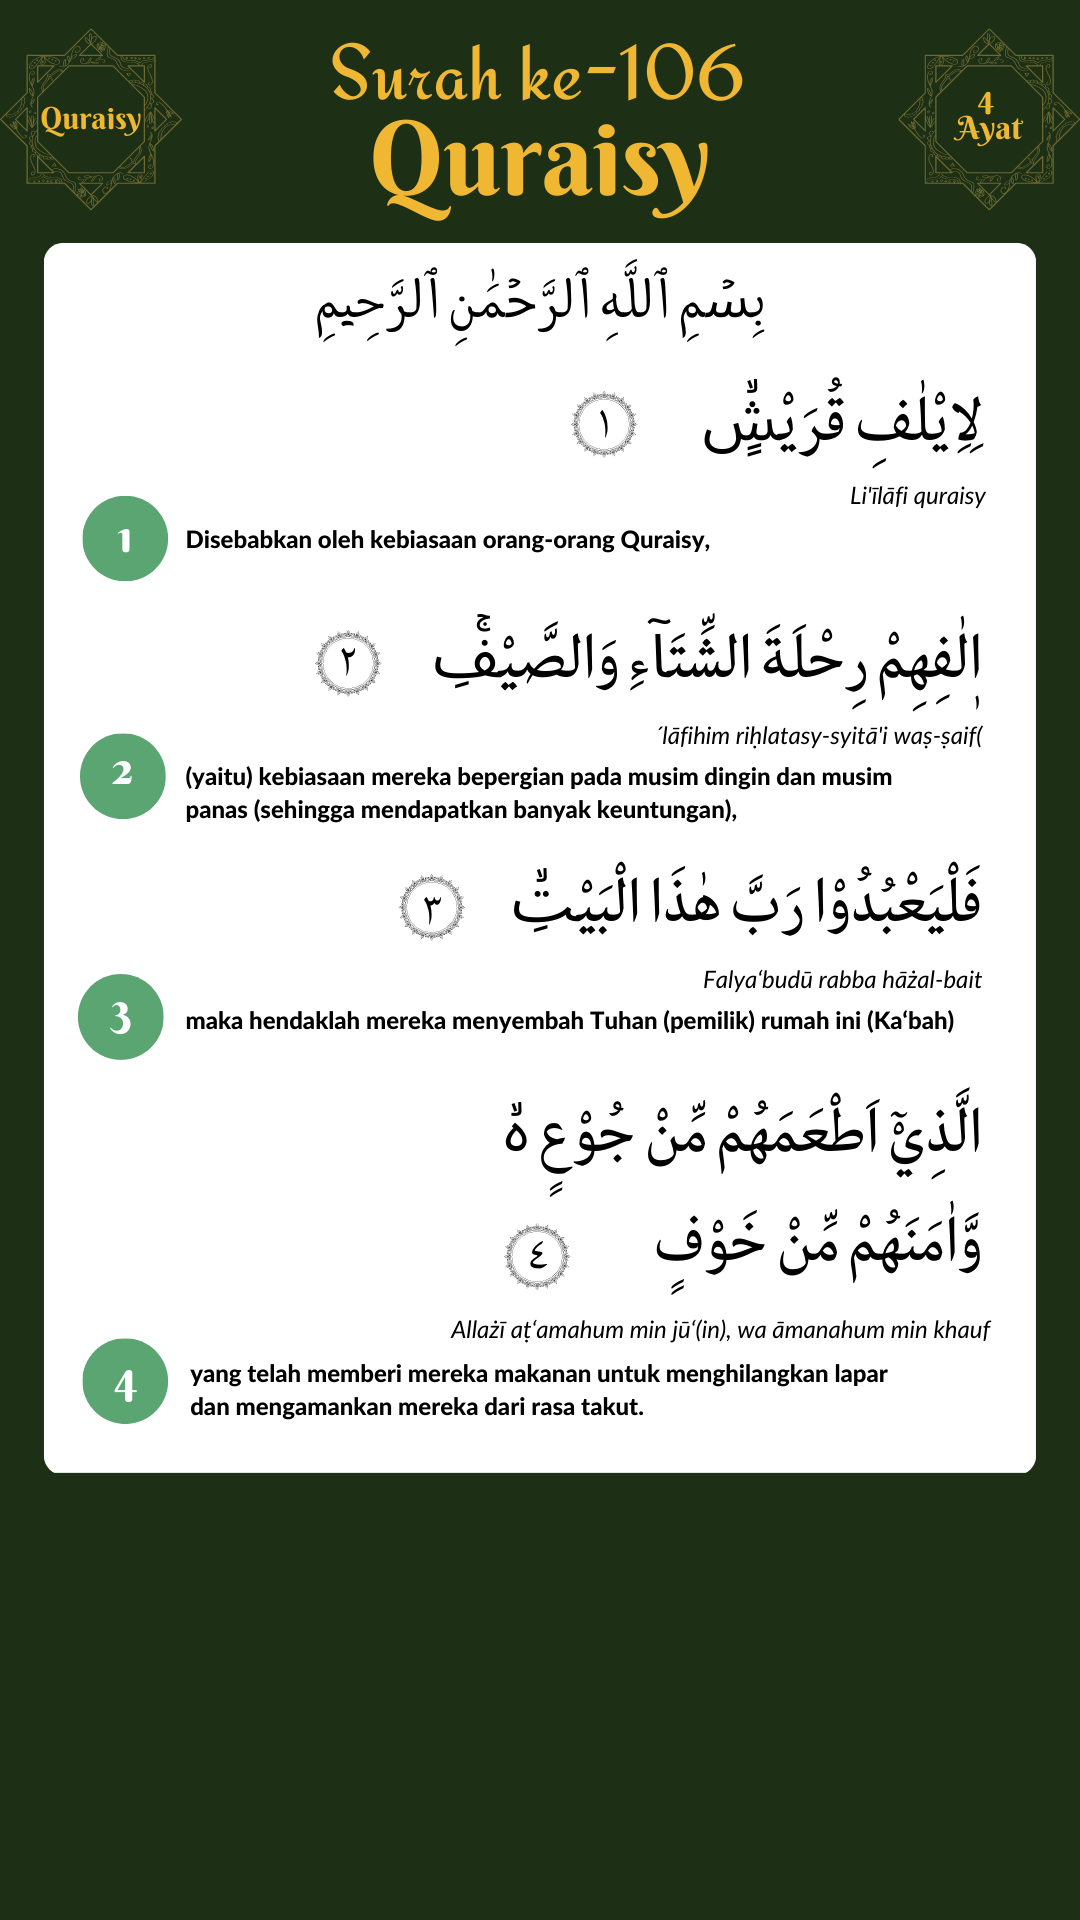 Quraisy
Surah ke-106
Quraisy
4
Ayat
بِسْمِ ٱللَّهِ ٱلرَّحْمَٰنِ ٱلرَّحِيمِ
لِاِيْلٰفِ قُرَيْشٍۙ ١
Li'īlāfi quraisy
1
Disebabkan oleh kebiasaan orang-orang Quraisy,
اٖلٰفِهِمْ رِحْلَةَ الشِّتَاۤءِ وَالصَّيْفِۚ ٢
´lāfihim riḥlatasy-syitā'i waṣ-ṣaif(
2
(yaitu) kebiasaan mereka bepergian pada musim dingin dan musim
panas (sehingga mendapatkan banyak keuntungan),
فَلْيَعْبُدُوْا رَبَّ هٰذَا الْبَيْتِۙ ٣
Falya‘budū rabba hāżal-bait
3
maka hendaklah mereka menyembah Tuhan (pemilik) rumah ini (Ka‘bah)
الَّذِيْٓ اَطْعَمَهُمْ مِّنْ جُوْعٍ ەۙ
وَّاٰمَنَهُمْ مِّنْ خَوْفٍ ٤
Allażī aṭ‘amahum min jū‘(in), wa āmanahum min khauf
4
yang telah memberi mereka makanan untuk menghilangkan lapar
dan mengamankan mereka dari rasa takut.